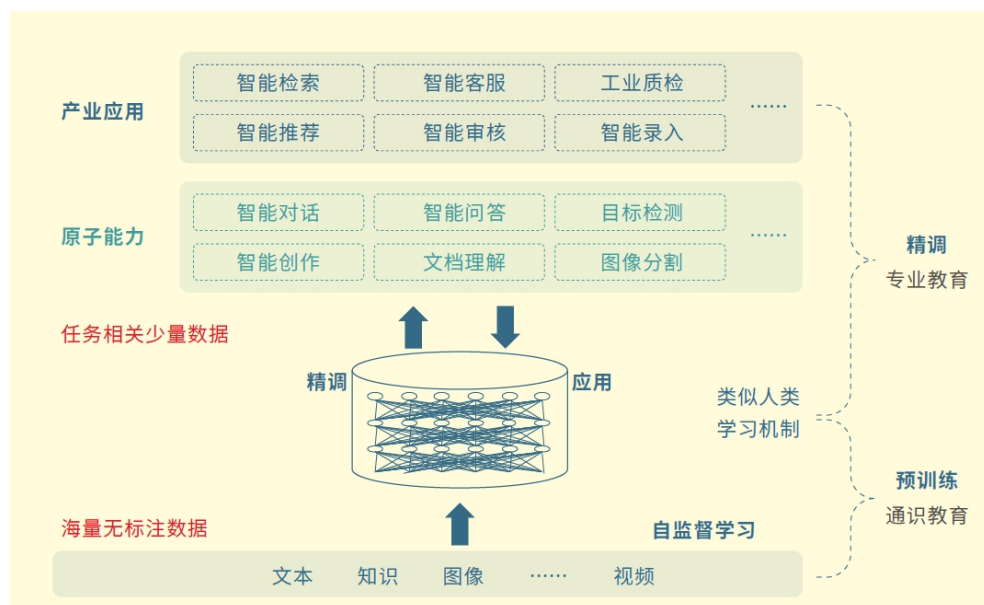 智能检索 智能客服 工业质检
产业应用 ······
智能推荐 智能审核 智能录入
智能对话 智能问答 目标检测
原子能力 ······
智能创作 文档理解 图像分割
精调
专业教育
任务相关少量数据
精调 应用
类似人类
学习机制
预训练
通识教育
海量无标注数据 自监督学习
文本 知识 图像 ······ 视频